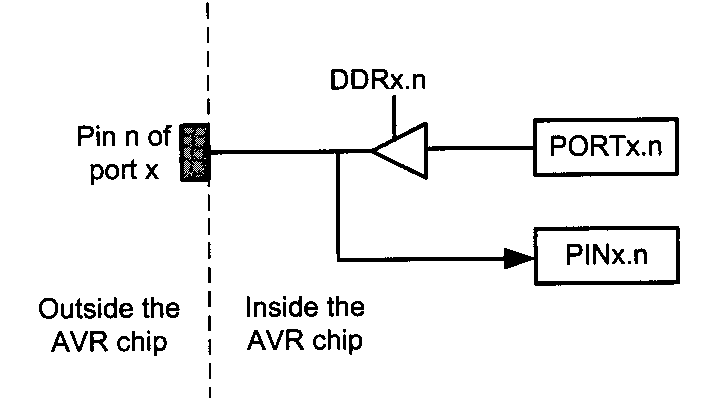 DDRx.n
Pin n of
port x
PORTx.n
PINx.n
Outside the
AVR chip
Inside the
AVR chip